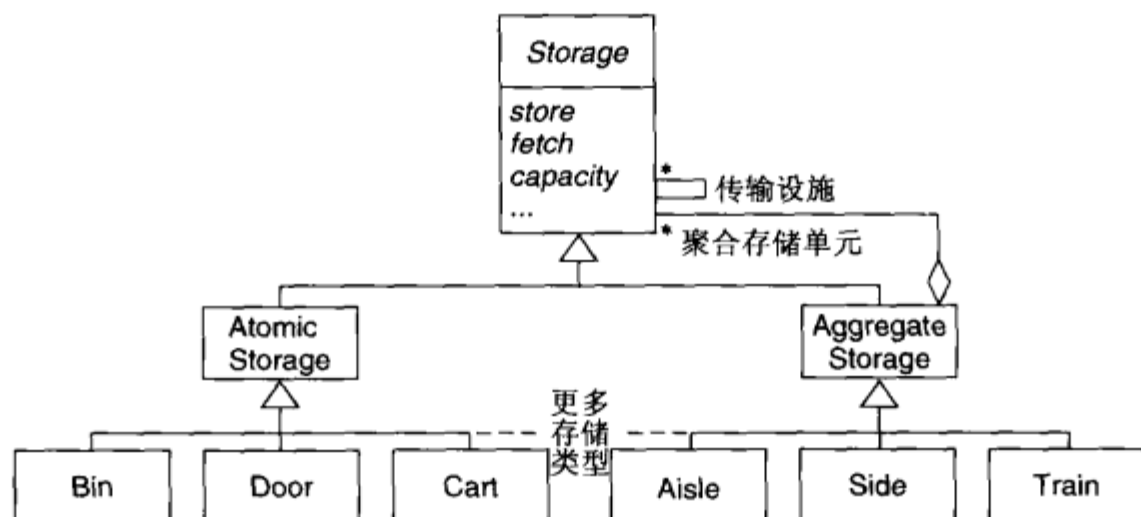 Storage
store
fetch
capacity
...
*
传输设施
*
聚合存储单元
Atomic
Storage
Aggregate
Storage
更多
存储
类型
Bin
Door
Cart
Aisle
Side
Train